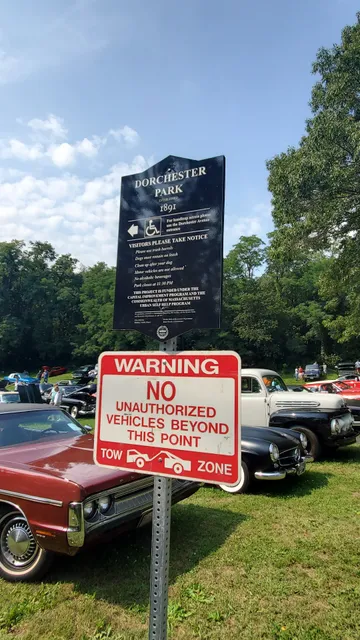 DORCHESTER
PARK
1891
For handicap access please
use the Dorchester Avenue
entrance
VISITORS PLEASE TAKE NOTICE
Please use trash barrels
Dogs must remain on leash
Clean up after your dog
Motor vehicles are not allowed
No alcoholic beverages
Park closes at 11:30 PM
THIS PROJECT IS FUNDED UNDER THE
CAPITAL IMPROVEMENT PROGRAM AND THE
COMMONWEALTH OF MASSACHUSETTS
URBAN SELF HELP PROGRAM
WARNING
NO
UNAUTHORIZED
VEHICLES BEYOND
THIS POINT
TOW ZONE